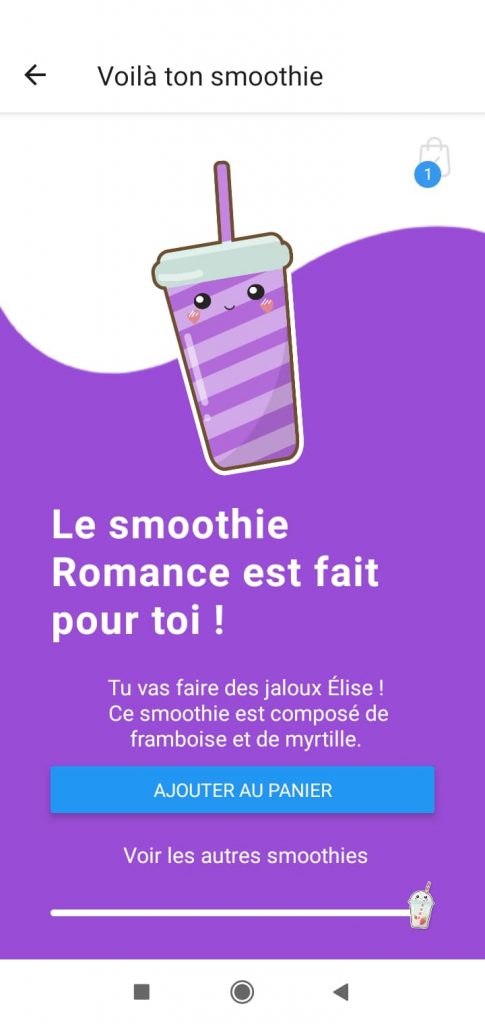 Voilà ton smoothie
1
Le smoothie
Romance est fait
pour toi !
Tu vas faire des jaloux Élise !
Ce smoothie est composé de
framboise et de myrtille.
AJOUTER AU PANIER
Voir les autres smoothies